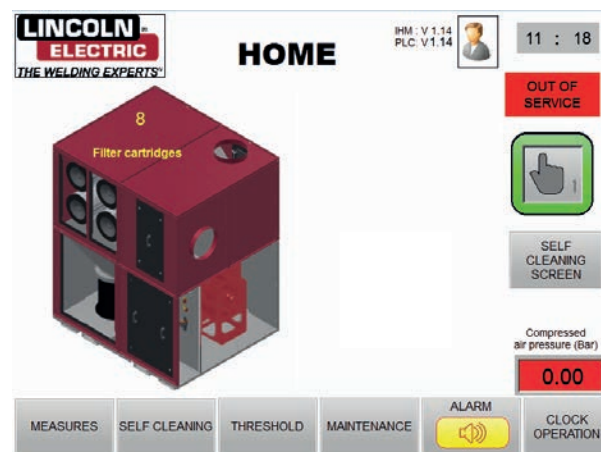 LINCOLN
ELECTRIC
THE WELDING EXPERTS
HOME
IHM : V 1.14
PLC: V 1.14
11 : 18
OUT OF
SERVICE
8
Filter cartridges
1
SELF
CLEANING
SCREEN
Compressed
air pressure (Bar)
0.00
MEASURES
SELF CLEANING
THRESHOLD
MAINTENANCE
ALARM
CLOCK
OPERATION